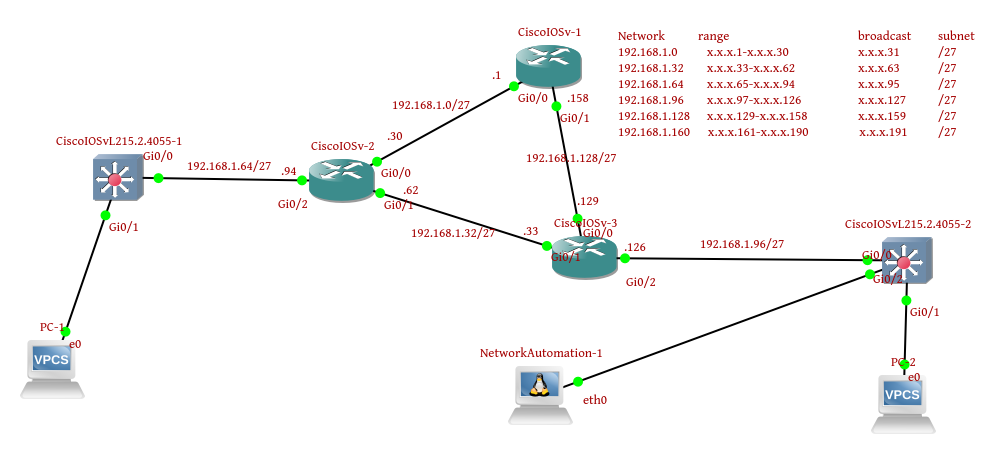 CiscoIOSv-1
Network range broadcast subnet
192.168.1.0 x.x.x.1-x.x.x.30 x.x.x.31 /27
192.168.1.32 x.x.x.33-x.x.x.62 x.x.x.63 /27
192.168.1.64 x.x.x.65-x.x.x.94 x.x.x.95 /27
192.168.1.96 x.x.x.97-x.x.x.126 x.x.x.127 /27
192.168.1.128 x.x.x.129-x.x.x.158 x.x.x.159 /27
192.168.1.160 x.x.x.161-x.x.x.190 x.x.x.191 /27
.1
Gi0/0
.158
Gi0/1
192.168.1.0/27
.30
CiscoIOSvL215.2.4055-1
Gi0/0
CiscoIOSv-2
192.168.1.64/27
.94
Gi0/0
Gi0/2
.62
Gi0/1
192.168.1.128/27
Gi0/1
.129
CiscoIOSv-3
Gi0/0
192.168.1.32/27
.33
Gi0/1
.126
Gi0/2
192.168.1.96/27
CiscoIOSvL215.2.4055-2
Gi0/0
Gi0/2
Gi0/1
PC-1
e0
VPCS
NetworkAutomation-1
eth0
PC-2
e0
VPCS